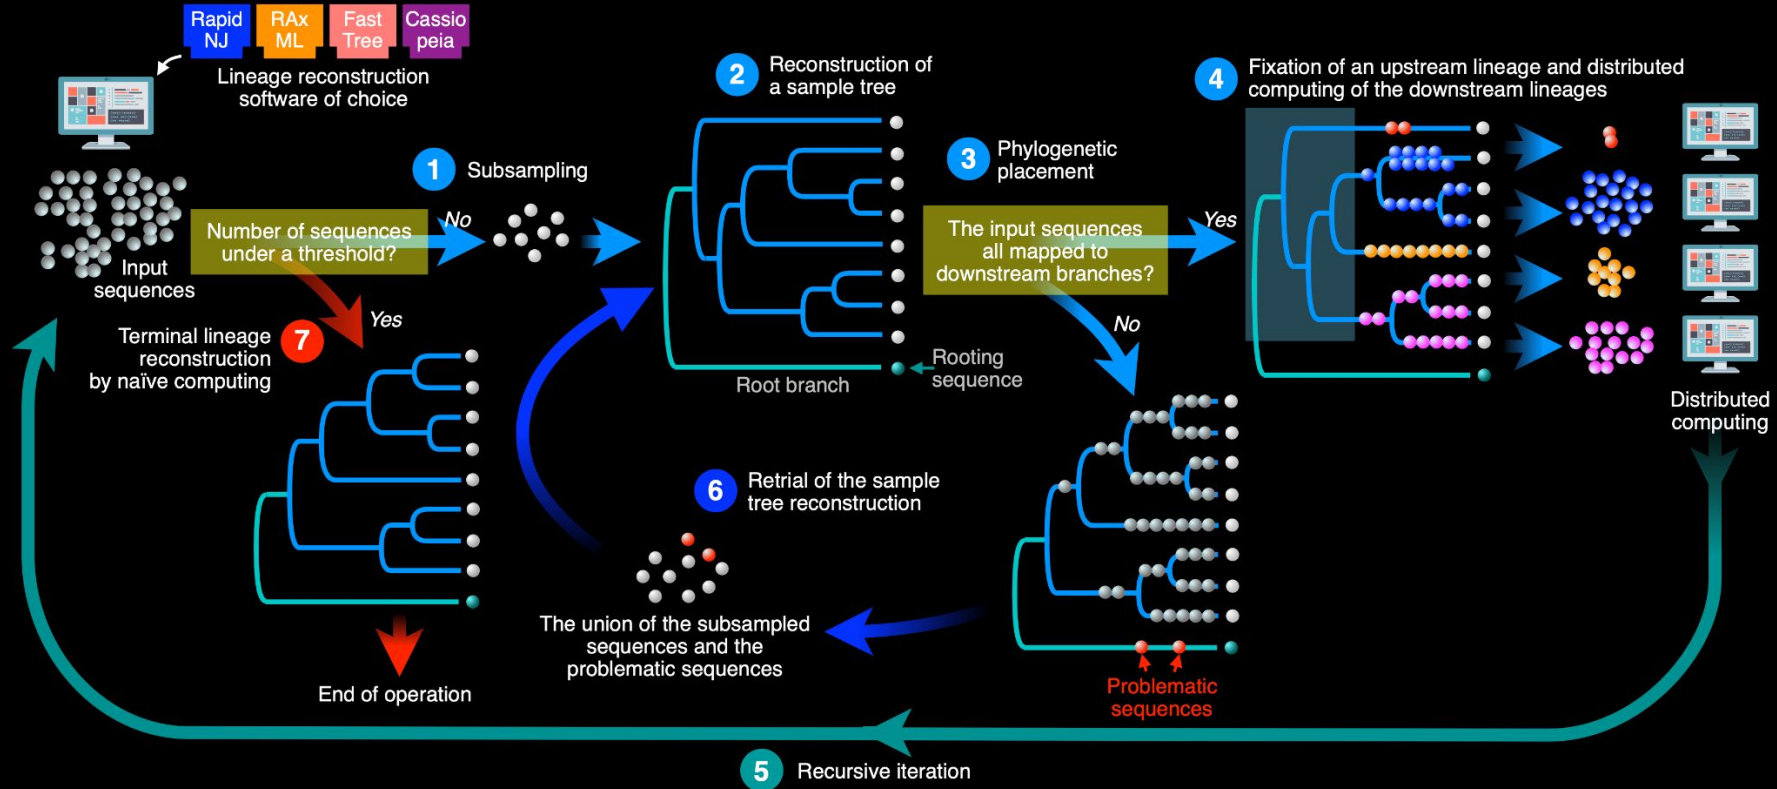 Rapid
NJ
RAx
ML
Fast
Tree
Cassio
peia
Lineage reconstruction
software of choice
Input
sequences
Number of sequences
under a threshold?
No
Yes
1
Subsampling
2
Reconstruction of
a sample tree
Root branch
Rooting
sequence
3
Phylogenetic
placement
The input sequences
all mapped to
downstream branches?
Yes
No
4
Fixation of an upstream lineage and distributed
computing of the downstream lineages
Distributed
computing
7
Terminal lineage
reconstruction
by naïve computing
End of operation
6
Retrial of the sample
tree reconstruction
The union of the subsampled
sequences and the
problematic sequences
Problematic
sequences
5
Recursive iteration